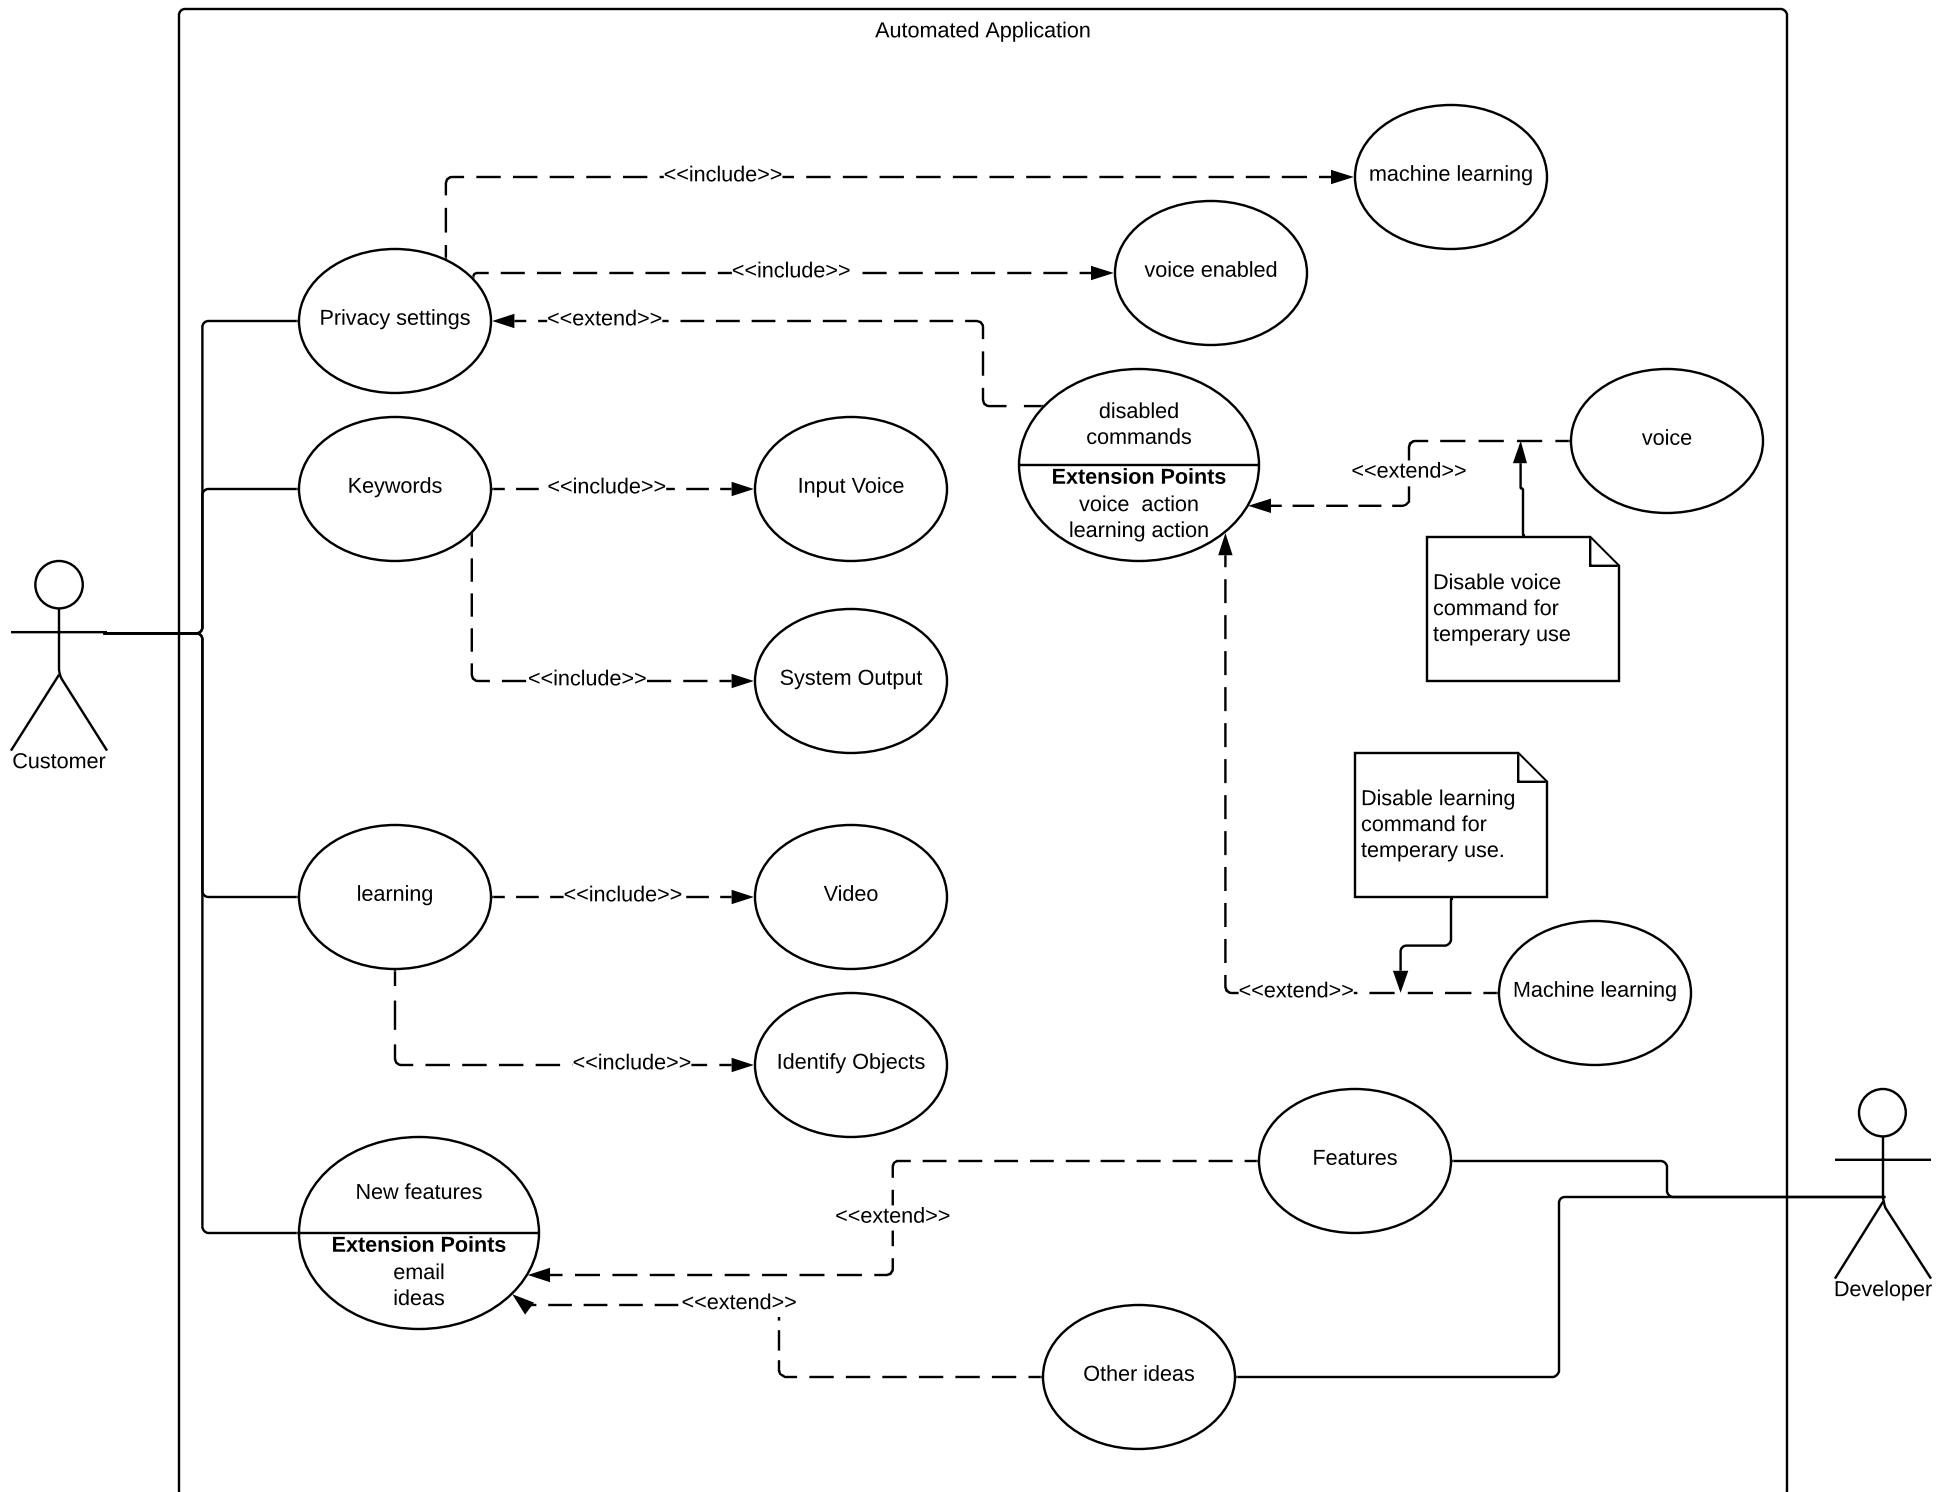 Automated Application
<<include>>
machine learning
<<include>>
voice enabled
Privacy settings
<<extend>>
disabled
commands
Extension Points
voice  action
learning action
<<extend>>
voice
Keywords
<<include>>
Input Voice
Disable voice
command for
temperary use
<<include>>
System Output
Customer
Disable learning
command for
temperary use.
learning
<<include>>
Video
<<extend>>
Machine learning
<<include>>
Identify Objects
Features
New features
Extension Points
email
ideas
<<extend>>
<<extend>>
Developer
Other ideas